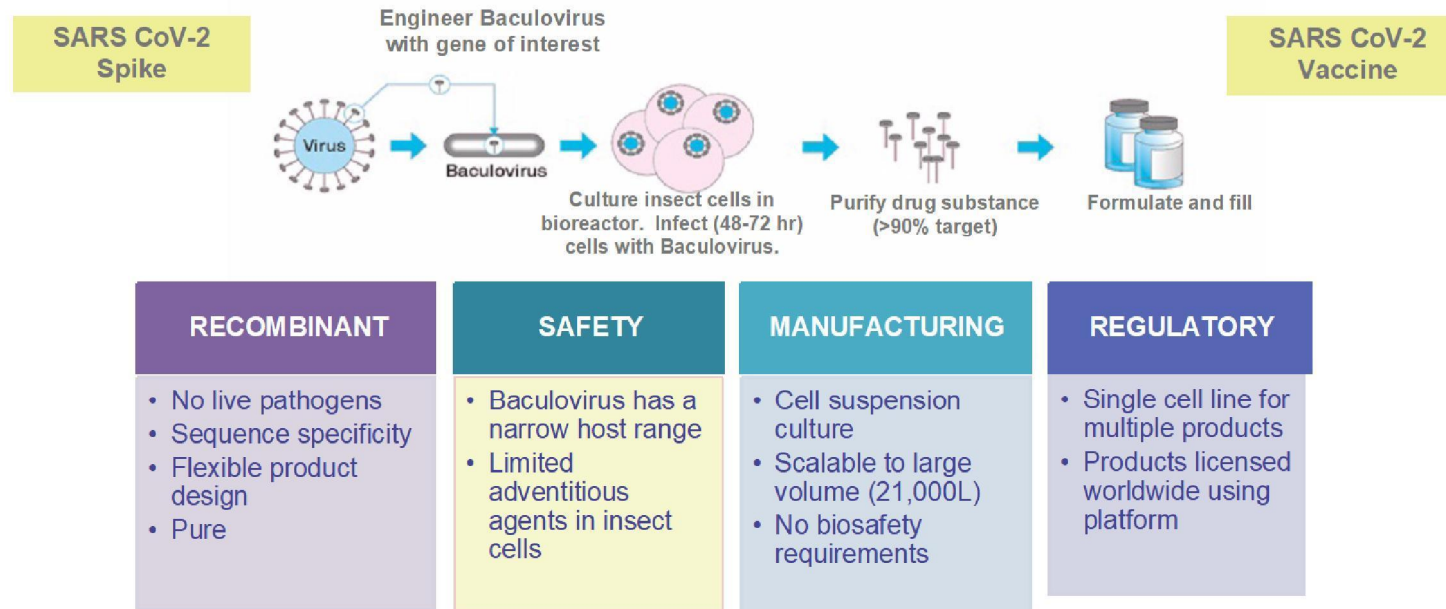 SARS CoV-2
Spike
Engineer Baculovirus
with gene of interest
SARS CoV-2
Vaccine
Virus
Baculovirus
Culture insect cells in
bioreactor. Infect (48-72 hr)
cells with Baculovirus.
Purify drug substance
(>90% target)
Formulate and fill
RECOMBINANT
• No live pathogens
• Sequence specificity
• Flexible product
design
• Pure
SAFETY
• Baculovirus has a
narrow host range
• Limited
adventitious
agents in insect
cells
MANUFACTURING
• Cell suspension
culture
• Scalable to large
volume (21,000L)
• No biosafety
requirements
REGULATORY
• Single cell line for
multiple products
• Products licensed
worldwide using
platform